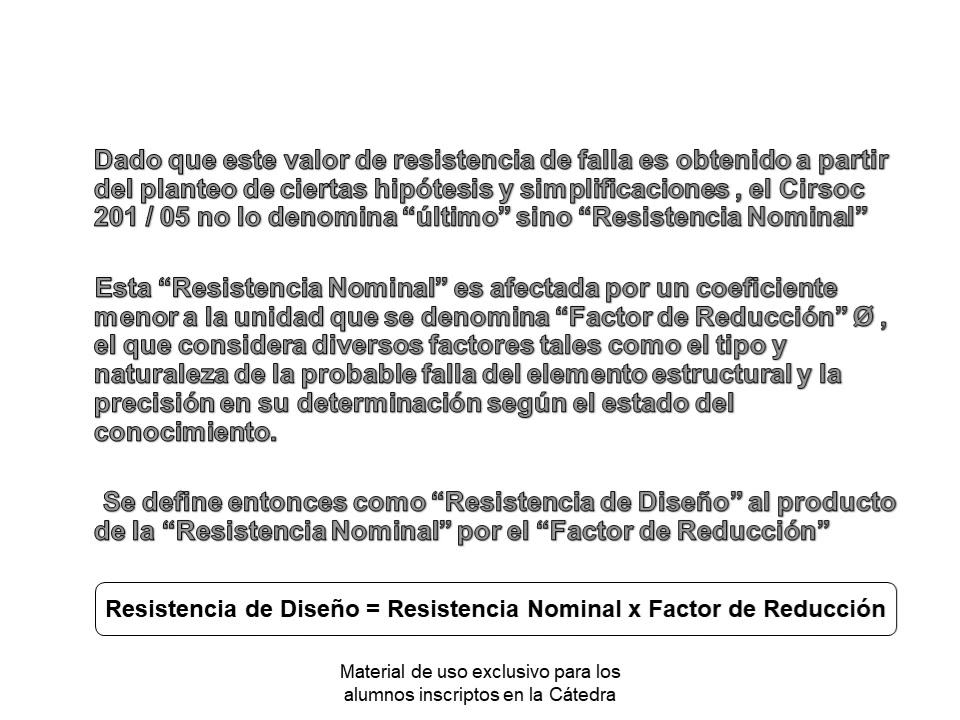 Dado que este valor de resistencia de falla es obtenido a partir
del planteo de ciertas hipótesis y simplificaciones , el Cirsoc
201 / 05 no lo denomina “último” sino “Resistencia Nominal”
Esta “Resistencia Nominal” es afectada por un coeficiente
menor a la unidad que se denomina “Factor de Reducción” Ø ,
el que considera diversos factores tales como el tipo y
naturaleza de la probable falla del elemento estructural y la
precisión en su determinación según el estado del
conocimiento.
Se define entonces como “Resistencia de Diseño” al producto
de la “Resistencia Nominal” por el “Factor de Reducción”
Resistencia de Diseño = Resistencia Nominal x Factor de Reducción
Material de uso exclusivo para los
alumnos inscriptos en la Cátedra